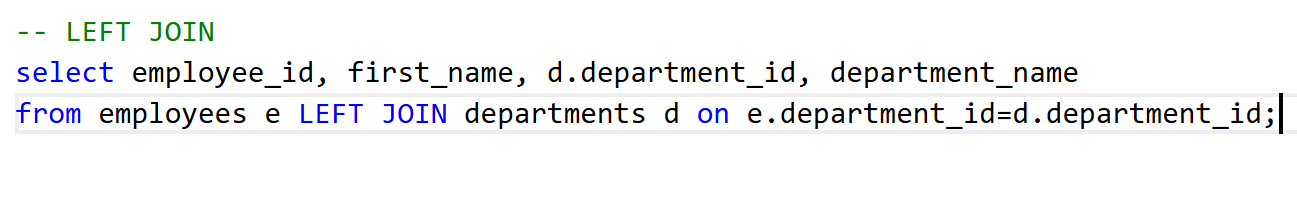 -- LEFT JOIN
select employee_id, first_name, d.department_id, department_name
from employees e LEFT JOIN departments d on e.department_id=d.department_id;